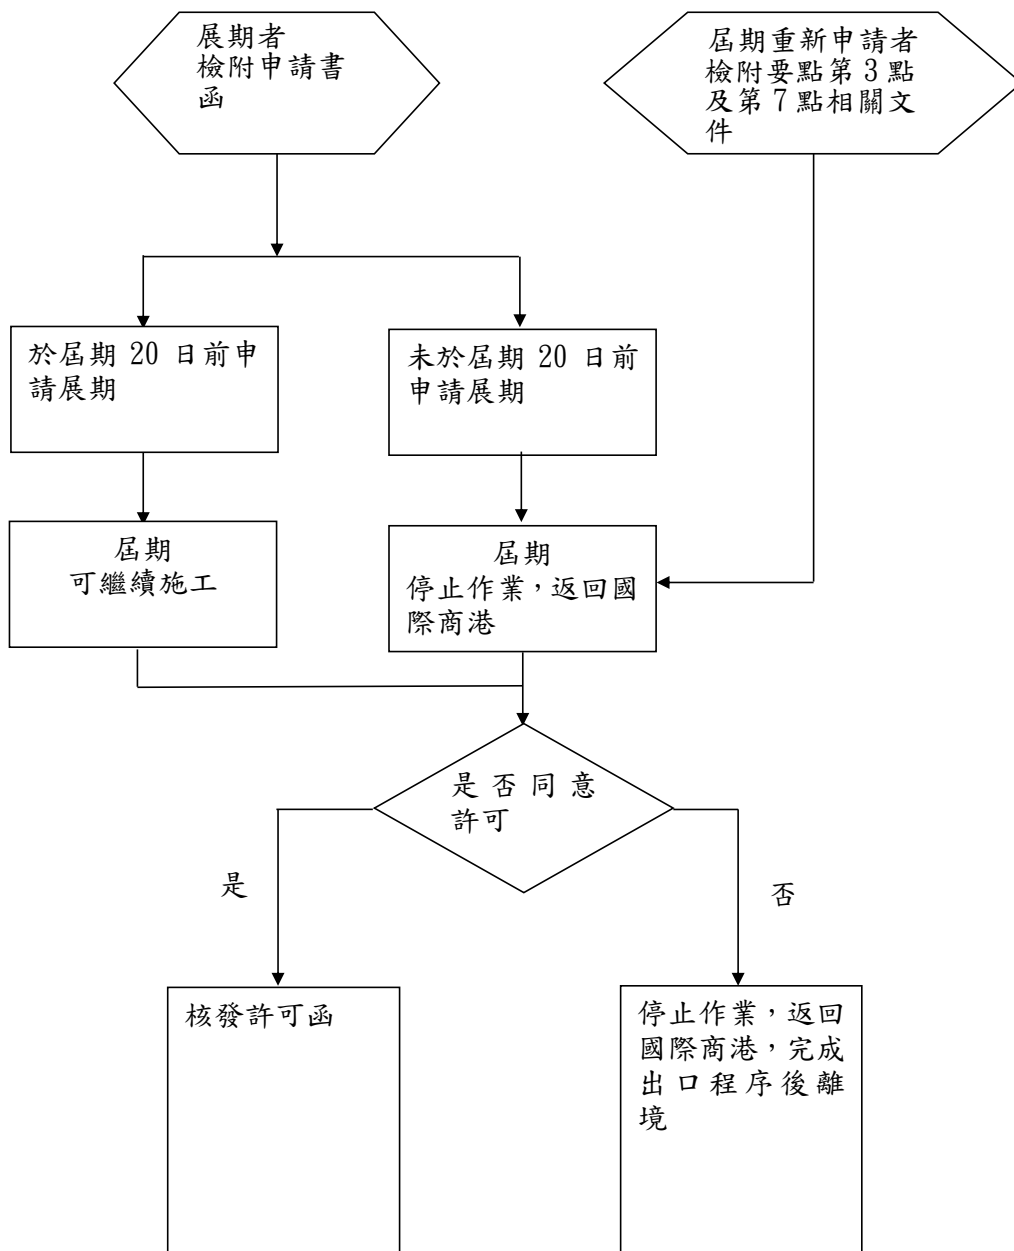 展期者
檢附申請書
函
屆期重新申請者
檢附要點第 3 點
及第 7 點相關文
件
於屆期 20 日前申
請展期
未於屆期 20 日前
申請展期
屆期
可繼續施工
屆期
停止作業，返回國
際商港
是否同意
許可
是
否
核發許可函
停止作業，返回
國際商港，完成
出口程序後離
境